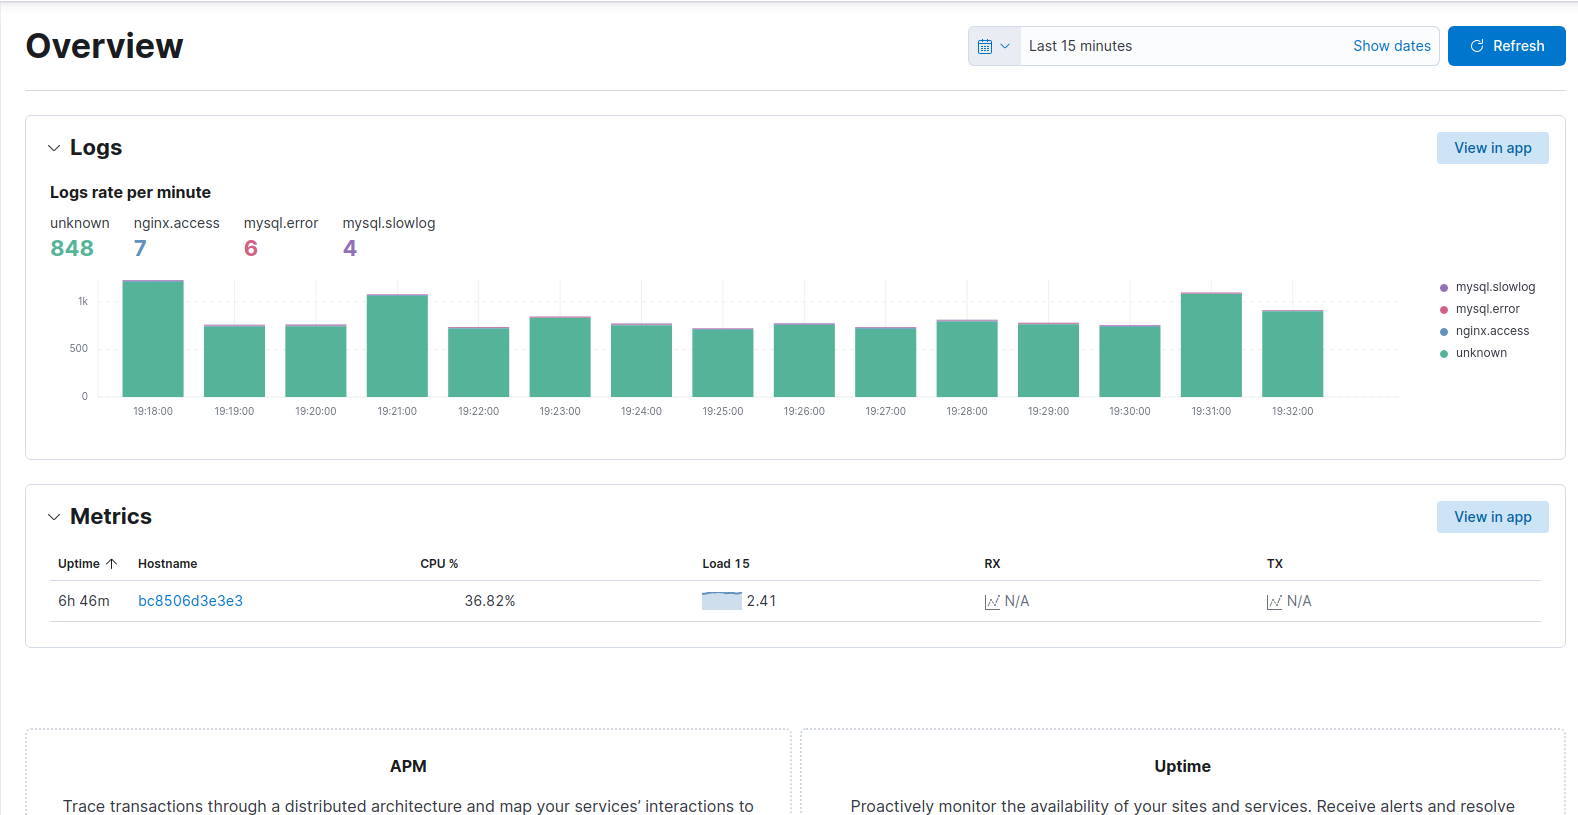 Overview
Last 15 minutes Show dates Refresh
Logs View in app
Logs rate per minute
unknown nginx.access mysql.error mysql.slowlog
848 7 6 4
1k
500
0
19:18:00 19:19:00 19:20:00 19:21:00 19:22:00 19:23:00 19:24:00 19:25:00 19:26:00 19:27:00 19:28:00 19:29:00 19:30:00 19:31:00 19:32:00
mysql.slowlog
mysql.error
nginx.access
unknown
Metrics View in app
Uptime Hostname CPU % Load 15 RX TX
6h 46m bc8506d3e3e3 36.82% 2.41 N/A N/A
APM
Trace transactions through a distributed architecture and map your services’ interactions to
Uptime
Proactively monitor the availability of your sites and services. Receive alerts and resolve